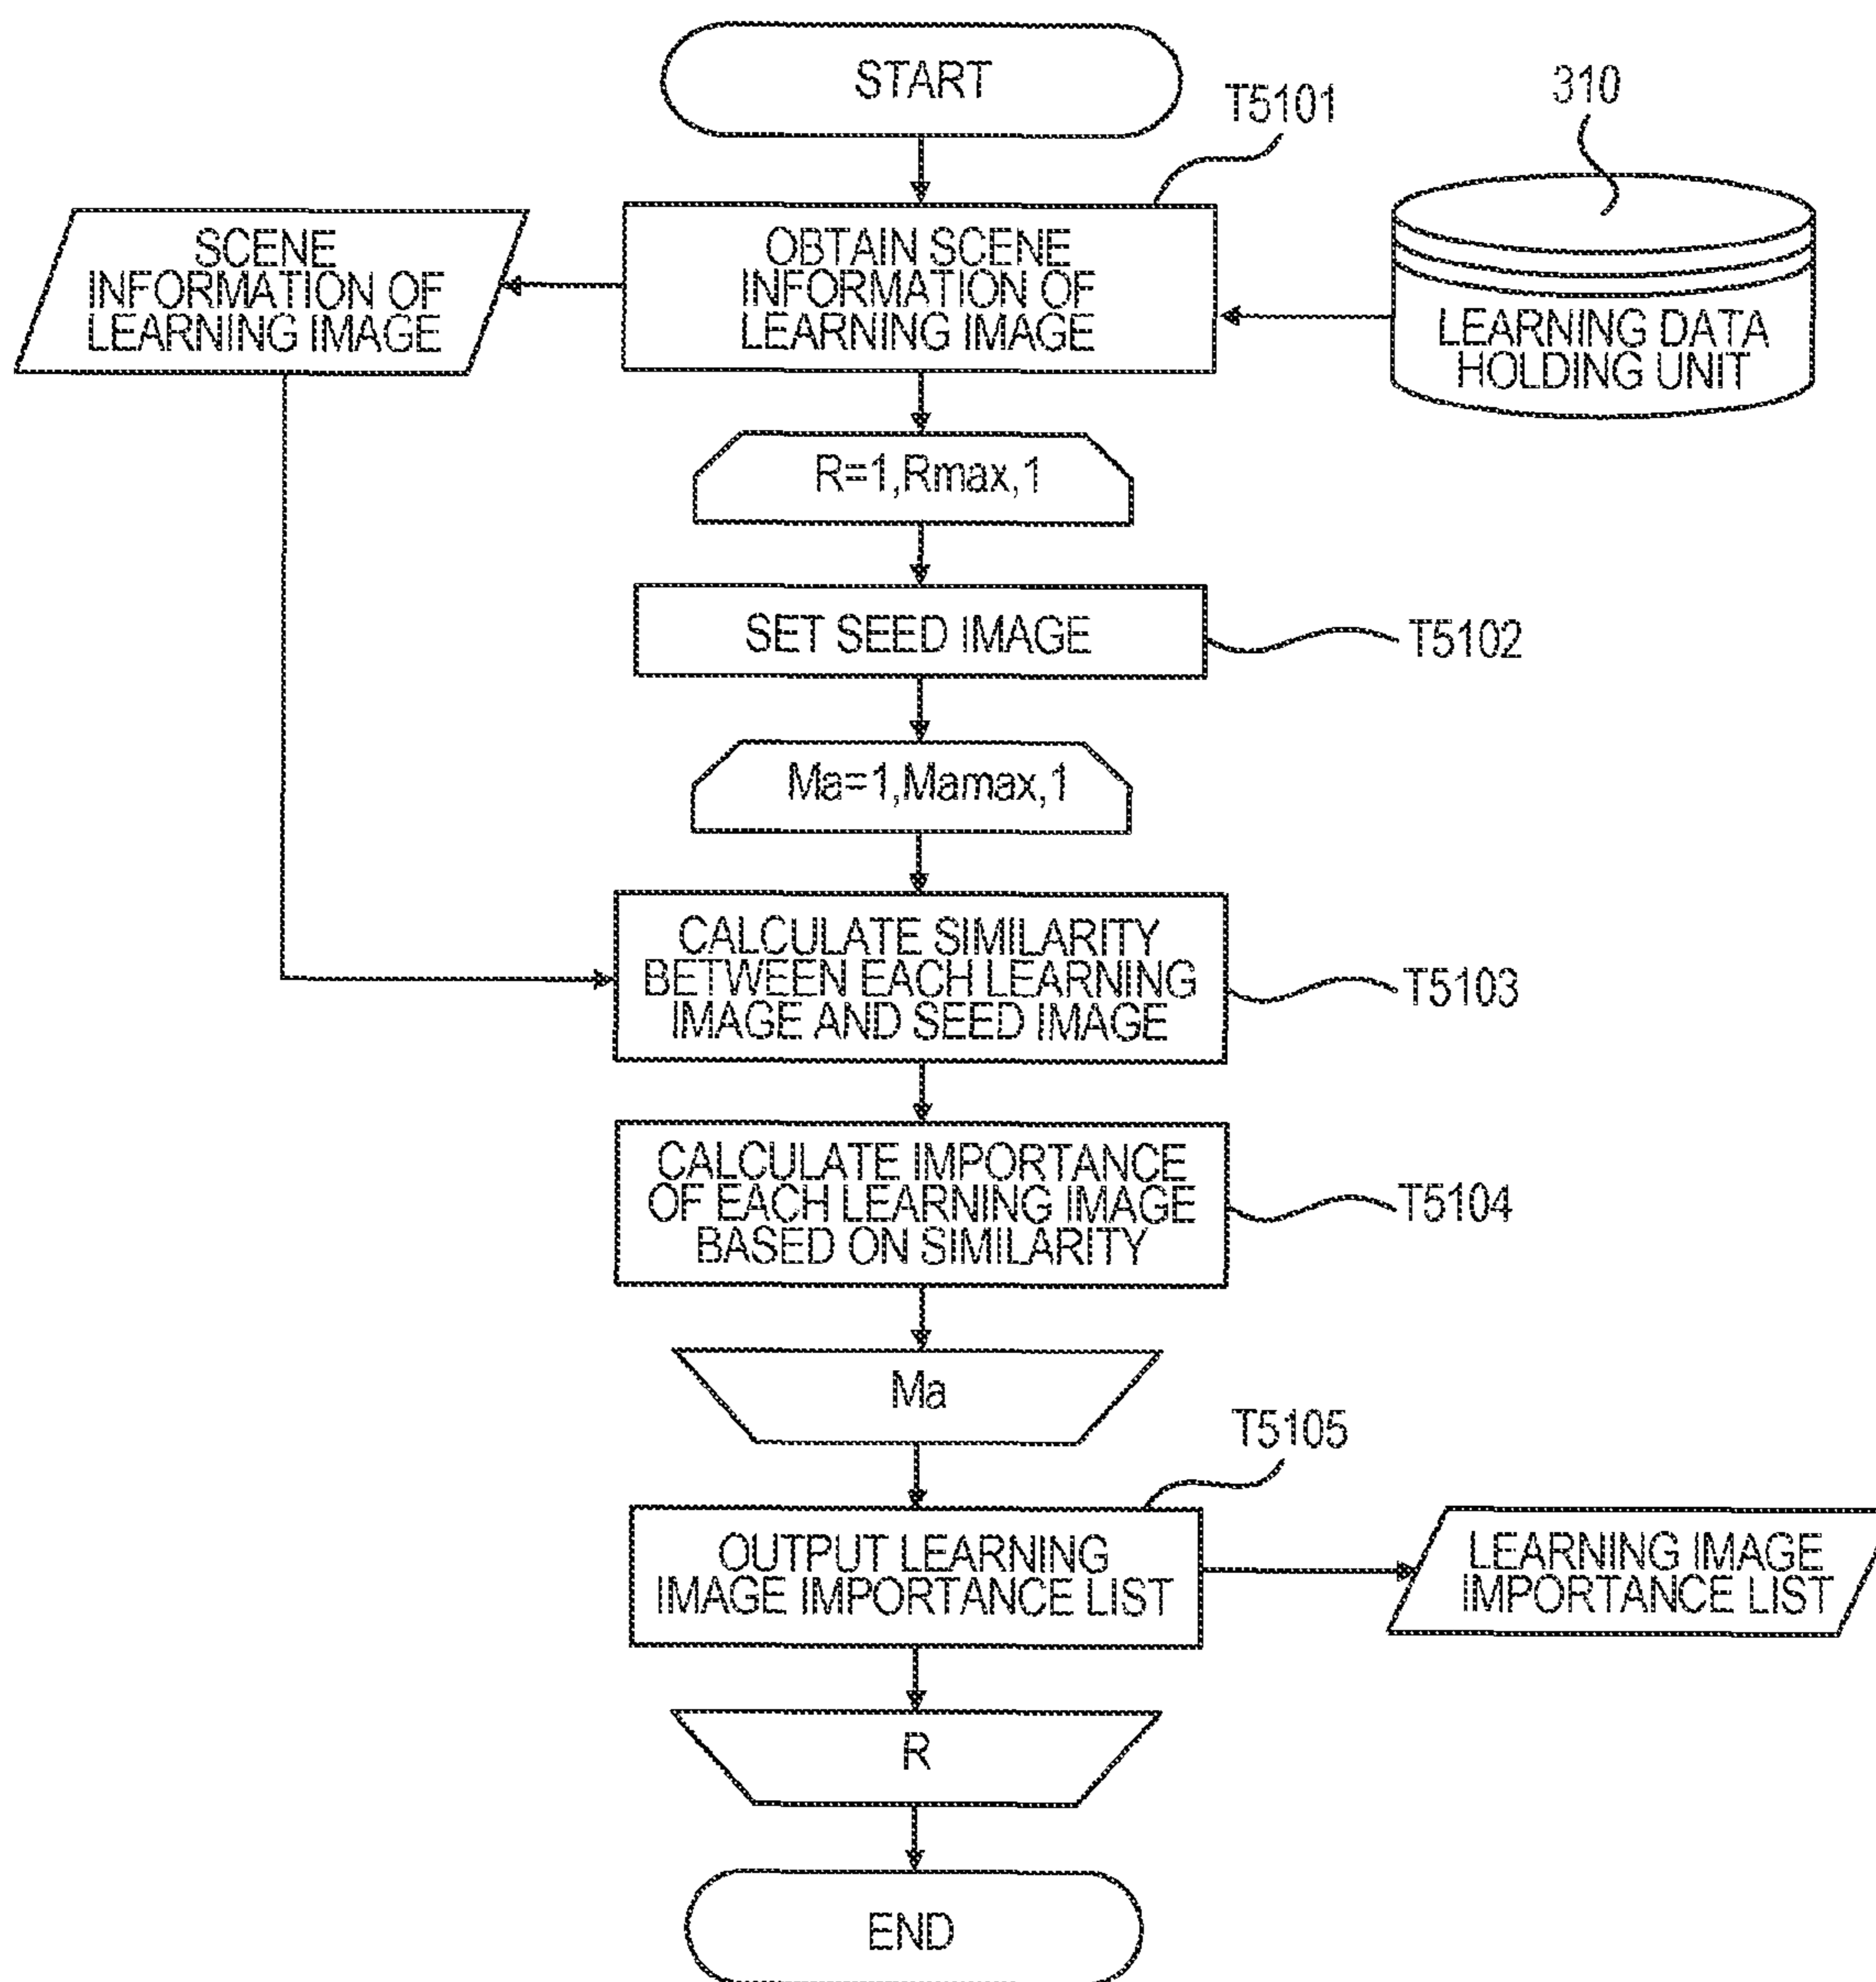 START
T5101
310
SCENE
INFORMATION OF
LEARNING IMAGE
OBTAIN SCENE
INFORMATION OF
LEARNING IMAGE
LEARNING DATA
HOLDING UNIT
R=1,Rmax,1
SET SEED IMAGE
T5102
Ma=1,Mamax,1
CALCULATE SIMILARITY
BETWEEN EACH LEARNING
IMAGE AND SEED IMAGE
T5103
CALCULATE IMPORTANCE
OF EACH LEARNING IMAGE
BASED ON SIMILARITY
T5104
Ma
T5105
OUTPUT LEARNING
IMAGE IMPORTANCE LIST
LEARNING IMAGE
IMPORTANCE LIST
R
END